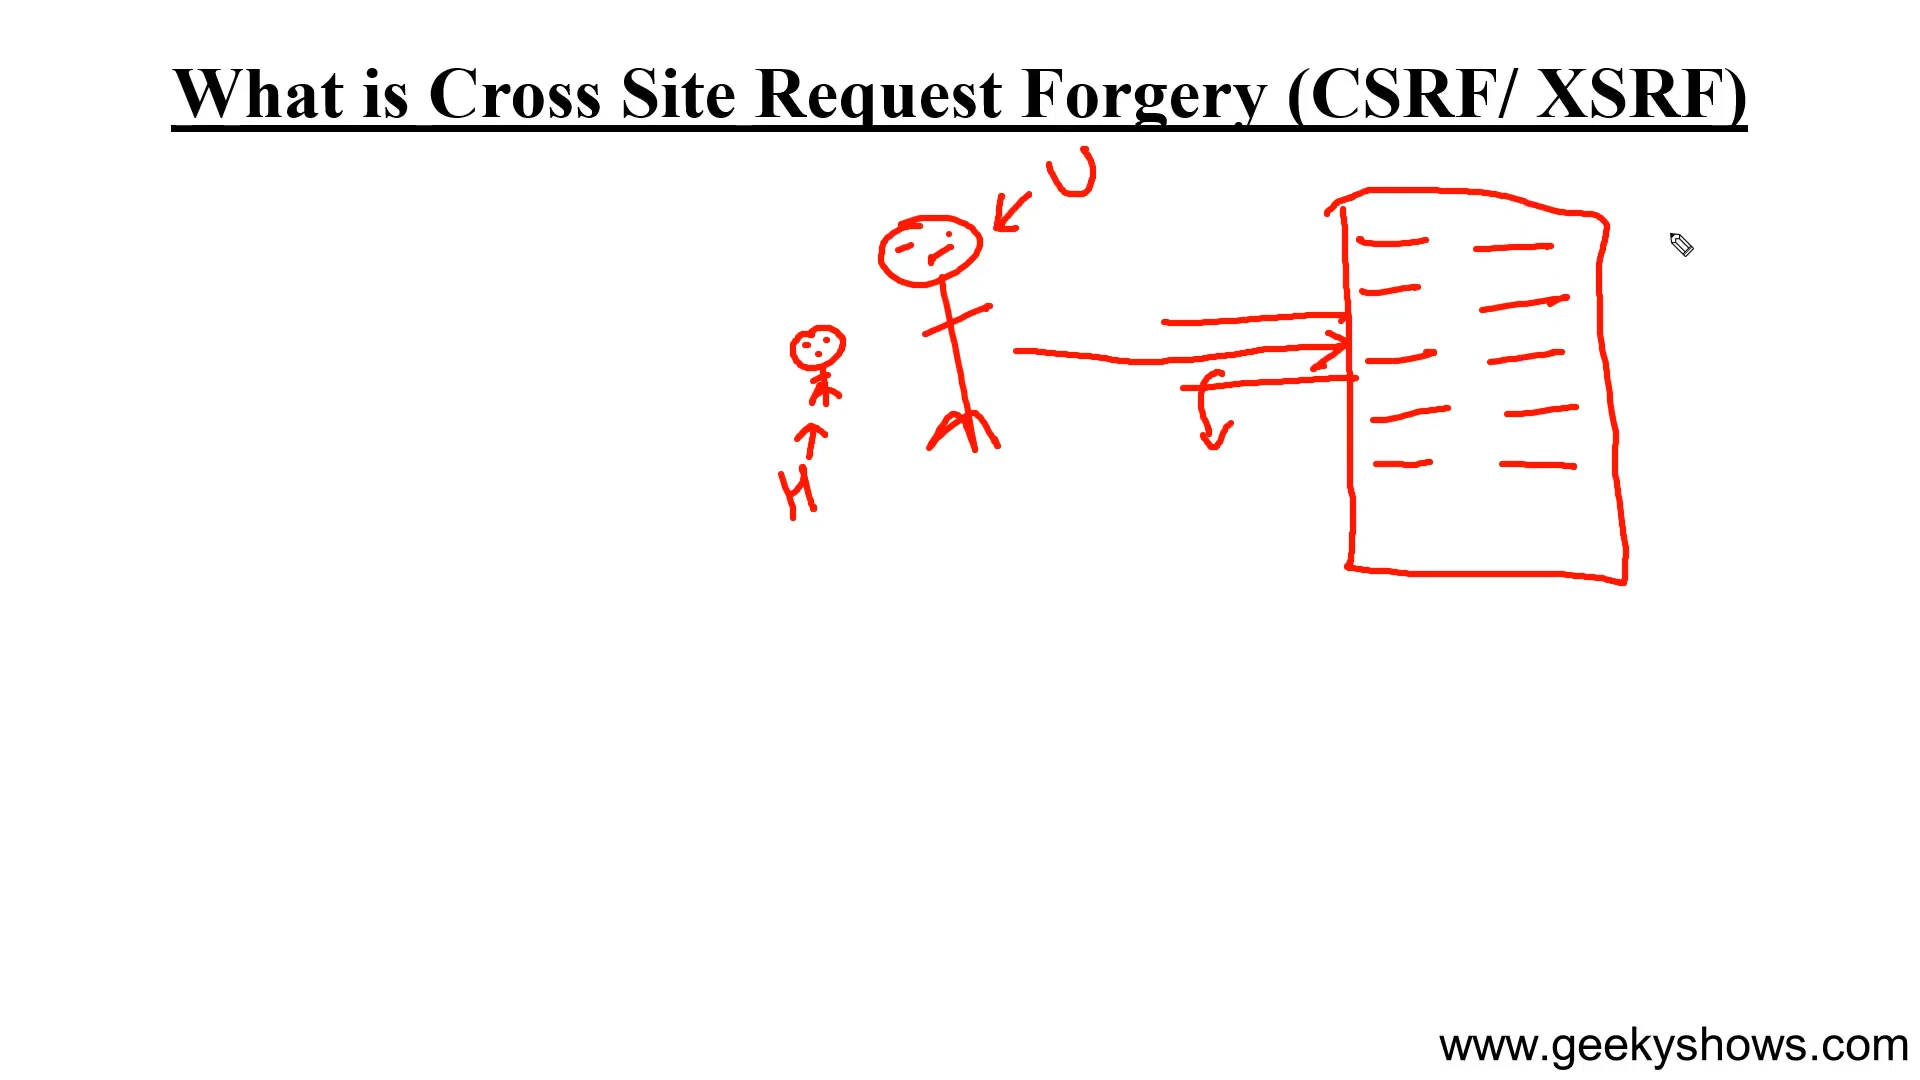 What is Cross Site Request Forgery (CSRF/ XSRF)
U
H
www.geekyshows.com